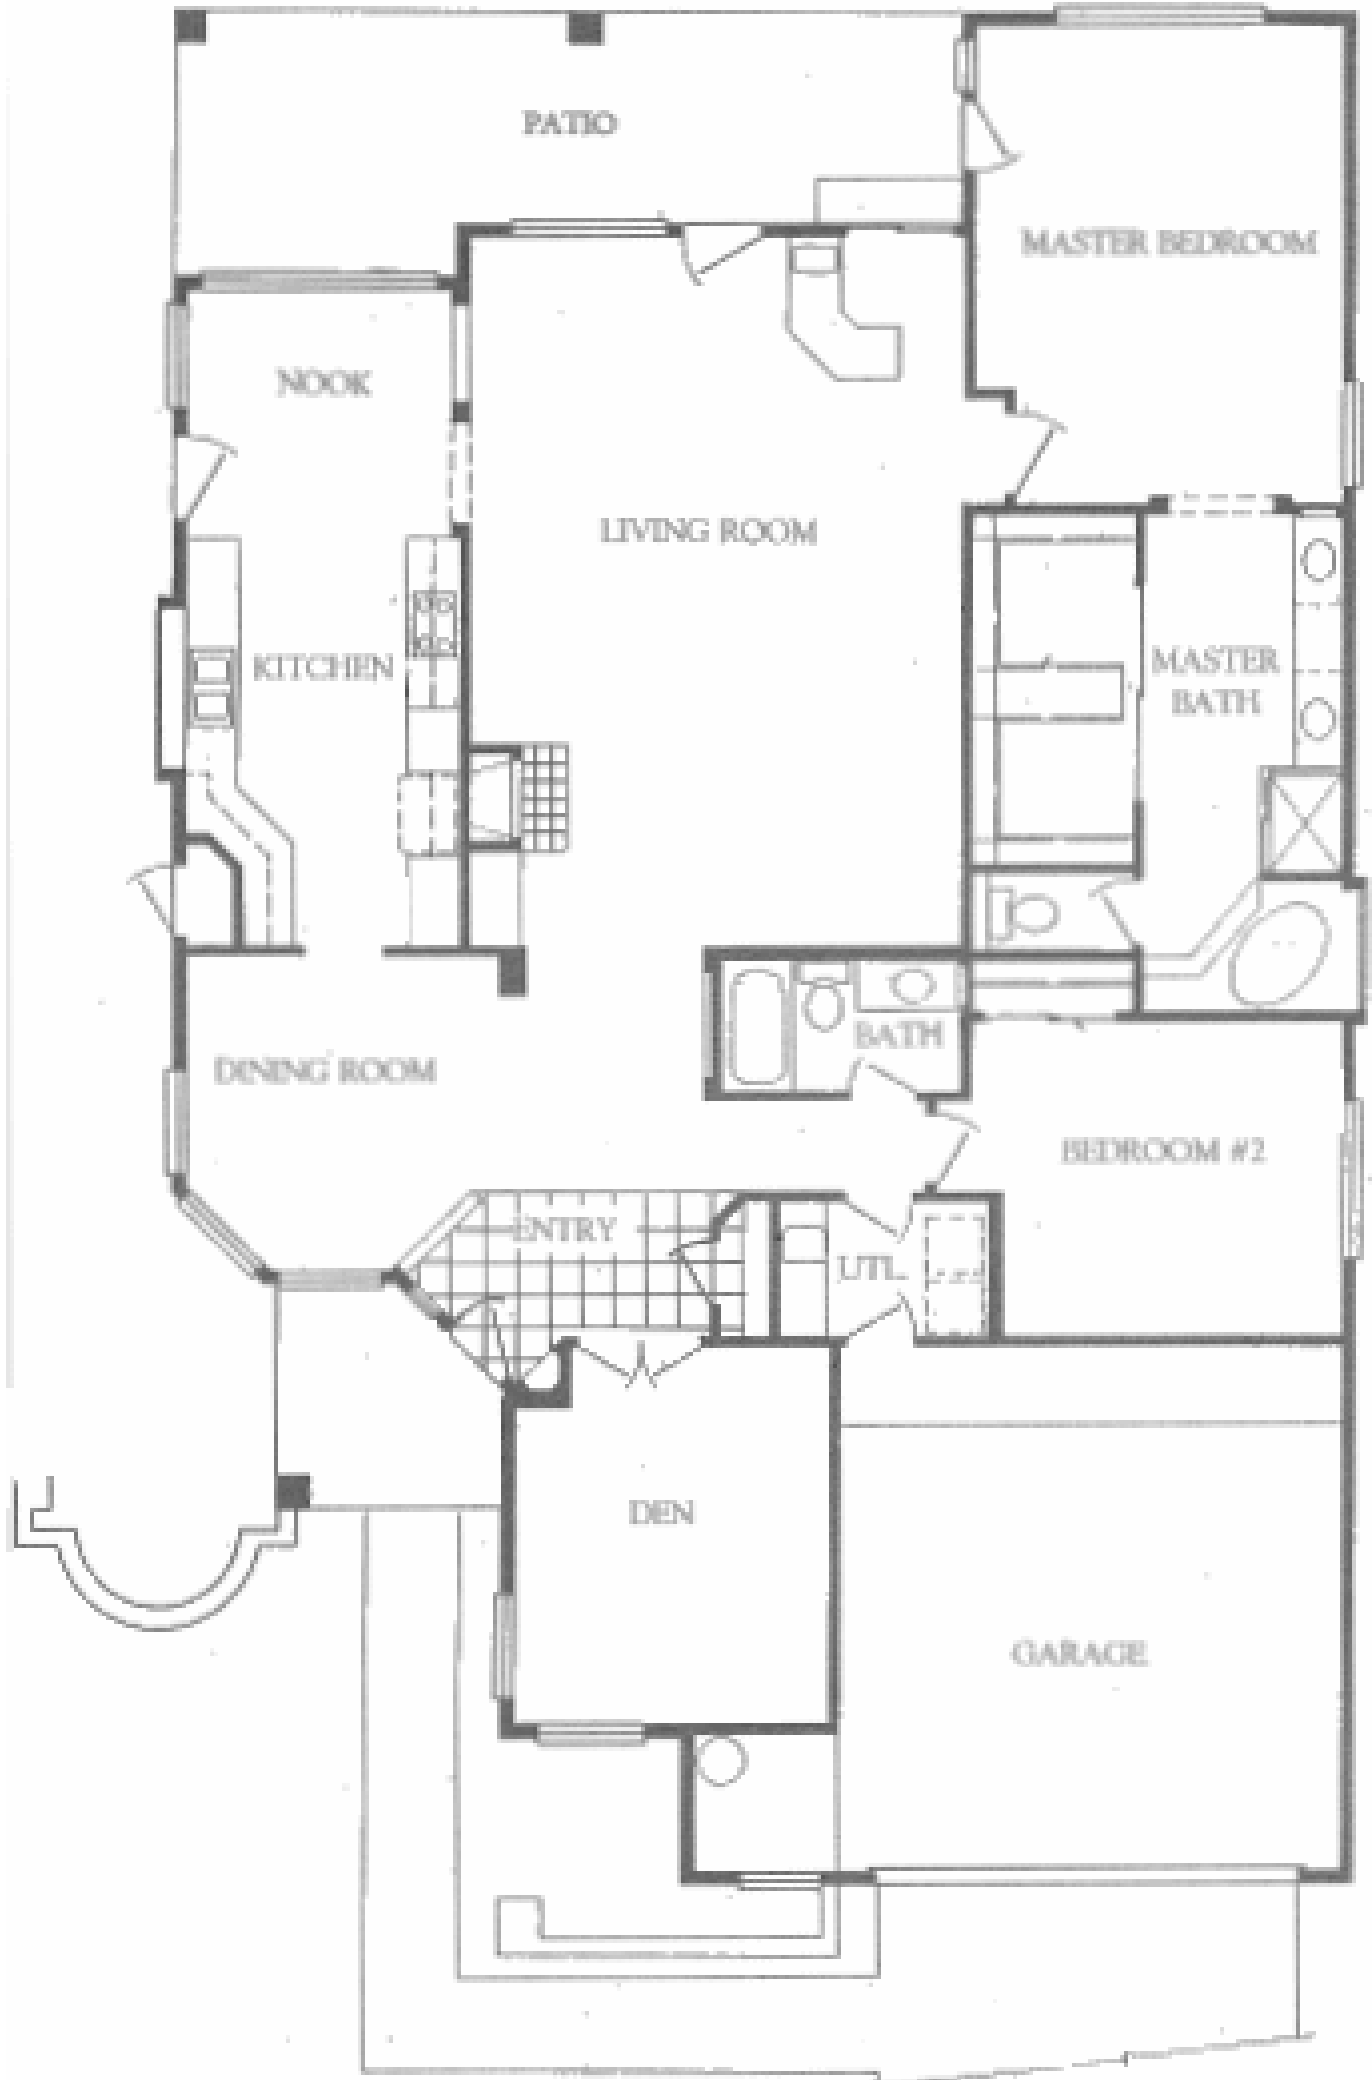 PATIO
MASTER BEDROOM
NOOK
LIVING ROOM
KITCHEN
MASTER
BATH
BATH
DINING ROOM
BEDROOM #2
ENTRY
UTL.
DEN
GARAGE